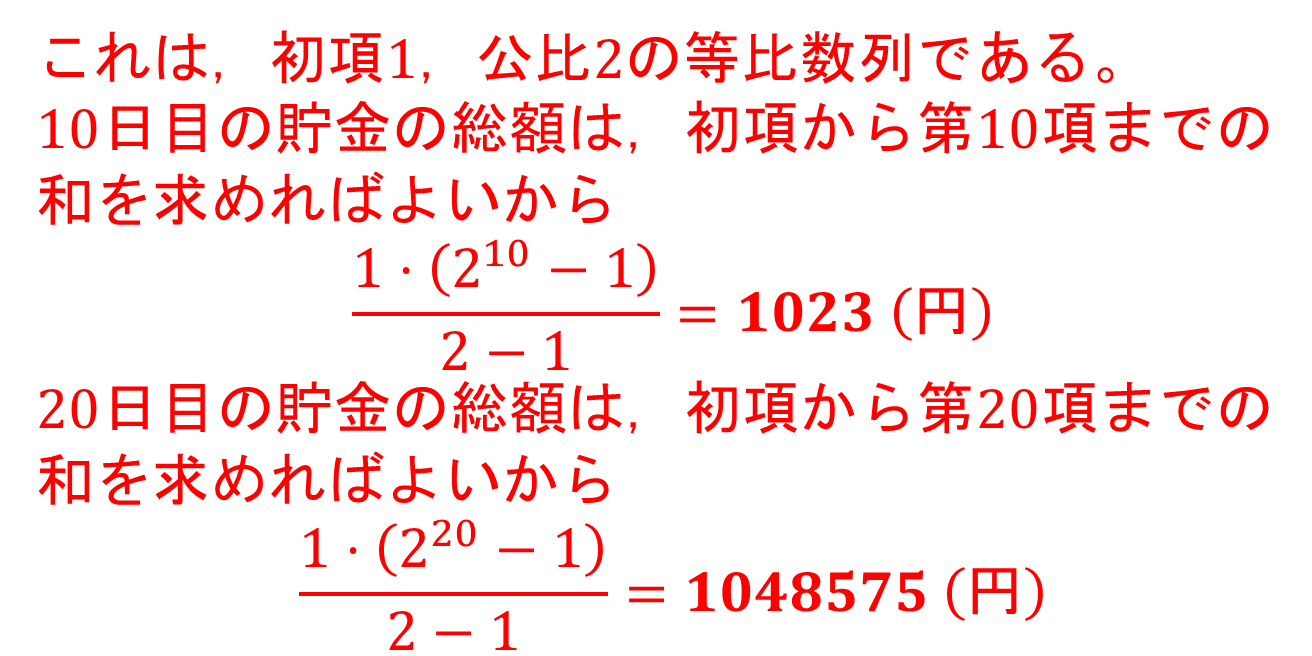 これは，初項1，公比2の等比数列である。
10日目の貯金の総額は，初項から第10項までの
和を求めればよいから
\frac{1 \cdot (2^{10} - 1)}{2 - 1} = 1023 (円)
20日目の貯金の総額は，初項から第20項までの
和を求めればよいから
\frac{1 \cdot (2^{20} - 1)}{2 - 1} = 1048575 (円)